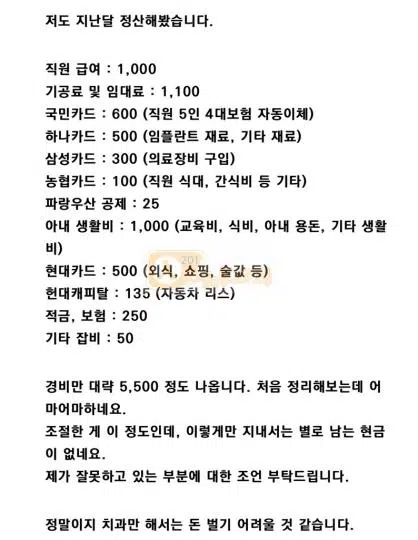 저도 지난달 정산해봤습니다.
직원 급여 : 1,000
기공료 및 임대료 : 1,100
국민카드 : 600 (직원 5인 4대보험 자동이체)
하나카드 : 500 (임플란트 재료, 기타 재료)
삼성카드 : 300 (의료장비 구입)
농협카드 : 100 (직원 식대, 간식비 등 기타)
파랑우산 공제 : 25
아내 생활비 : 1,000 (교육비, 식비, 아내 용돈, 기타 생활
비)
현대카드 : 500 (외식, 쇼핑, 술값 등)
현대캐피탈 : 135 (자동차 리스)
적금, 보험 : 250
기타 잡비 : 50
경비만 대략 5,500 정도 나옵니다. 처음 정리해보는데 어
마어마하네요.
조절한 게 이 정도인데, 이렇게만 지내서는 별로 남는 현금
이 없네요.
제가 잘못하고 있는 부분에 대한 조언 부탁드립니다.
정말이지 치과만 해서는 돈 벌기 어려울 것 같습니다.